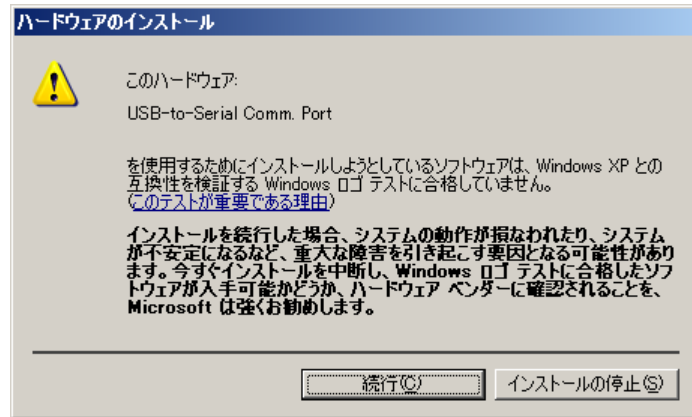 ハードウェアのインストール
このハードウェア:
USB-to-Serial Comm. Port
を使用するためにインストールしようとしているソフトウェアは、Windows XP との
互換性を検証する Windows ロゴ テストに合格していません。
(このテストが重要である理由)
インストールを続行した場合、システムの動作が損なわれたり、システム
が不安定になるなど、重大な障害を引き起こす要因となる可能性があり
ます。今すぐインストールを中断し、Windows ロゴ テストに合格したソフ
トウェアが入手可能かどうか、ハードウェア ベンダーに確認されることを、
Microsoft は強くお勧めします。
続行(C)
インストールの停止(S)